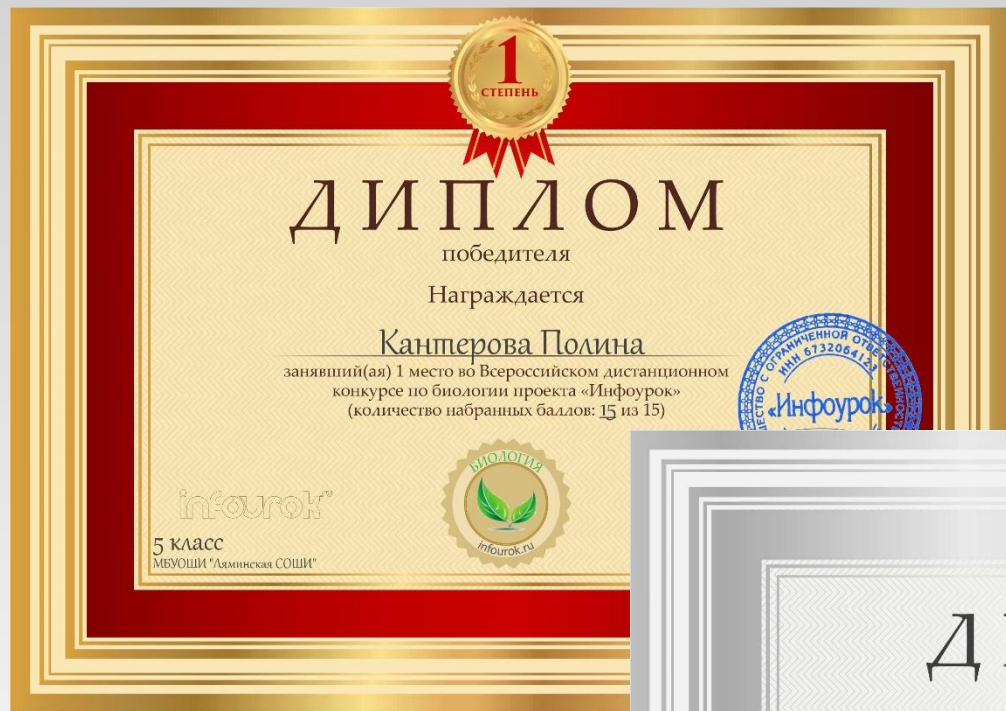 1
СТЕПЕНЬ
ДИПЛОМ
победителя
Награждается
Кантерова Полина
занявший(ая) 1 место во Всероссийском дистанционном
конкурсе по биологии проекта «Инфоурок»
(количество набранных баллов: 15 из 15)
ОГРАНИЧЕННОЙ
ИНН 6732064123
«Инфоурок»
БИОЛОГИЯ
infourok.ru
infourok
5 класс
МБУОШИ "Ляминская СОШИ"
Д